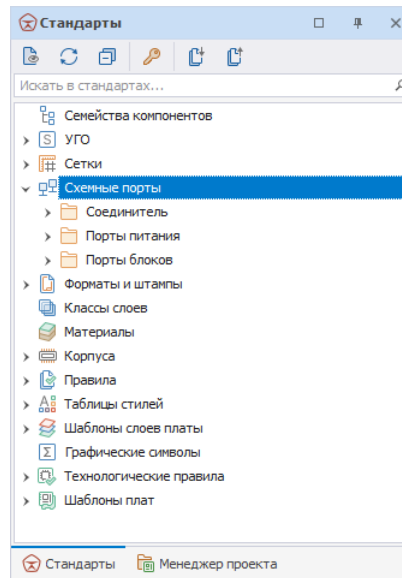 Стандарты
Искать в стандартах...
Семейства компонентов
S УГО
Сетки
Схемные порты
Соединитель
Порты питания
Порты блоков
Форматы и штампы
Классы слоев
Материалы
Корпуса
Правила
Таблицы стилей
Шаблоны слоев платы
Σ Графические символы
Технологические правила
Шаблоны плат
Стандарты Менеджер проекта